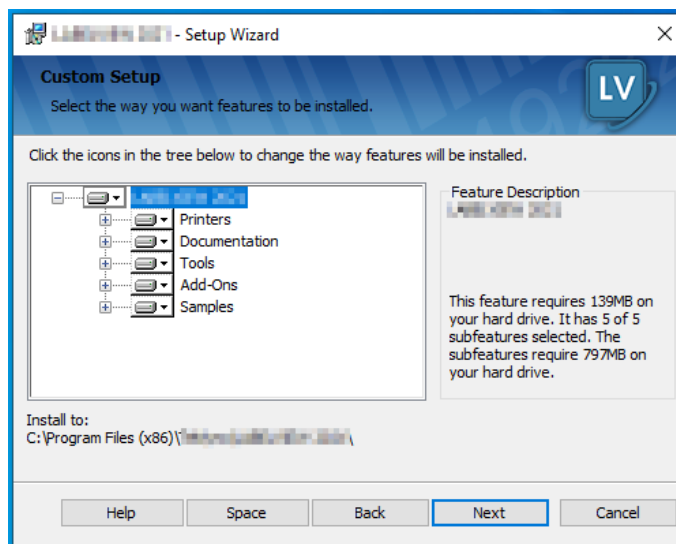 - Setup Wizard
Custom Setup
Select the way you want features to be installed.
LV
Click the icons in the tree below to change the way features will be installed.
Printers
Documentation
Tools
Add-Ons
Samples
Feature Description
This feature requires 139MB on
your hard drive. It has 5 of 5
subfeatures selected. The
subfeatures require 797MB on
your hard drive.
Install to:
C:\Program Files (x86)\
Help
Space
Back
Next
Cancel